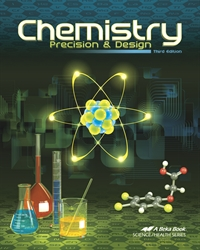 Chemistry
Precision & Design
Third Edition
A Beka Book
SCIENCE/HEALTH SERIES